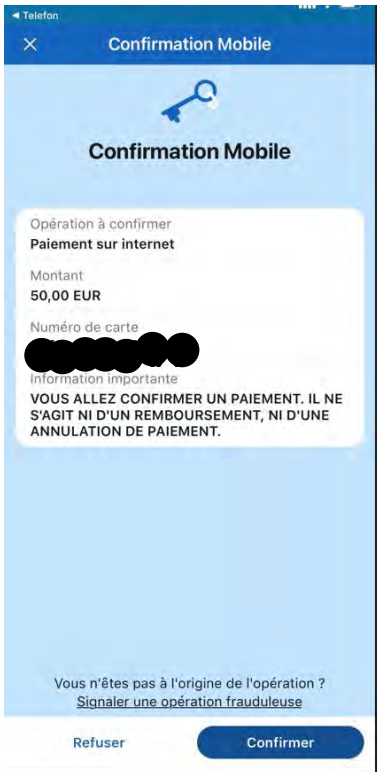 ◄ Telefon
Confirmation Mobile
Confirmation Mobile
Opération à confirmer
Paiement sur internet
Montant
50,00 EUR
Numéro de carte
Information importante
VOUS ALLEZ CONFIRMER UN PAIEMENT. IL NE
S'AGIT NI D'UN REMBOURSEMENT, NI D'UNE
ANNULATION DE PAIEMENT.
Vous n'êtes pas à l'origine de l'opération ?
Signaler une opération frauduleuse
Refuser Confirmer